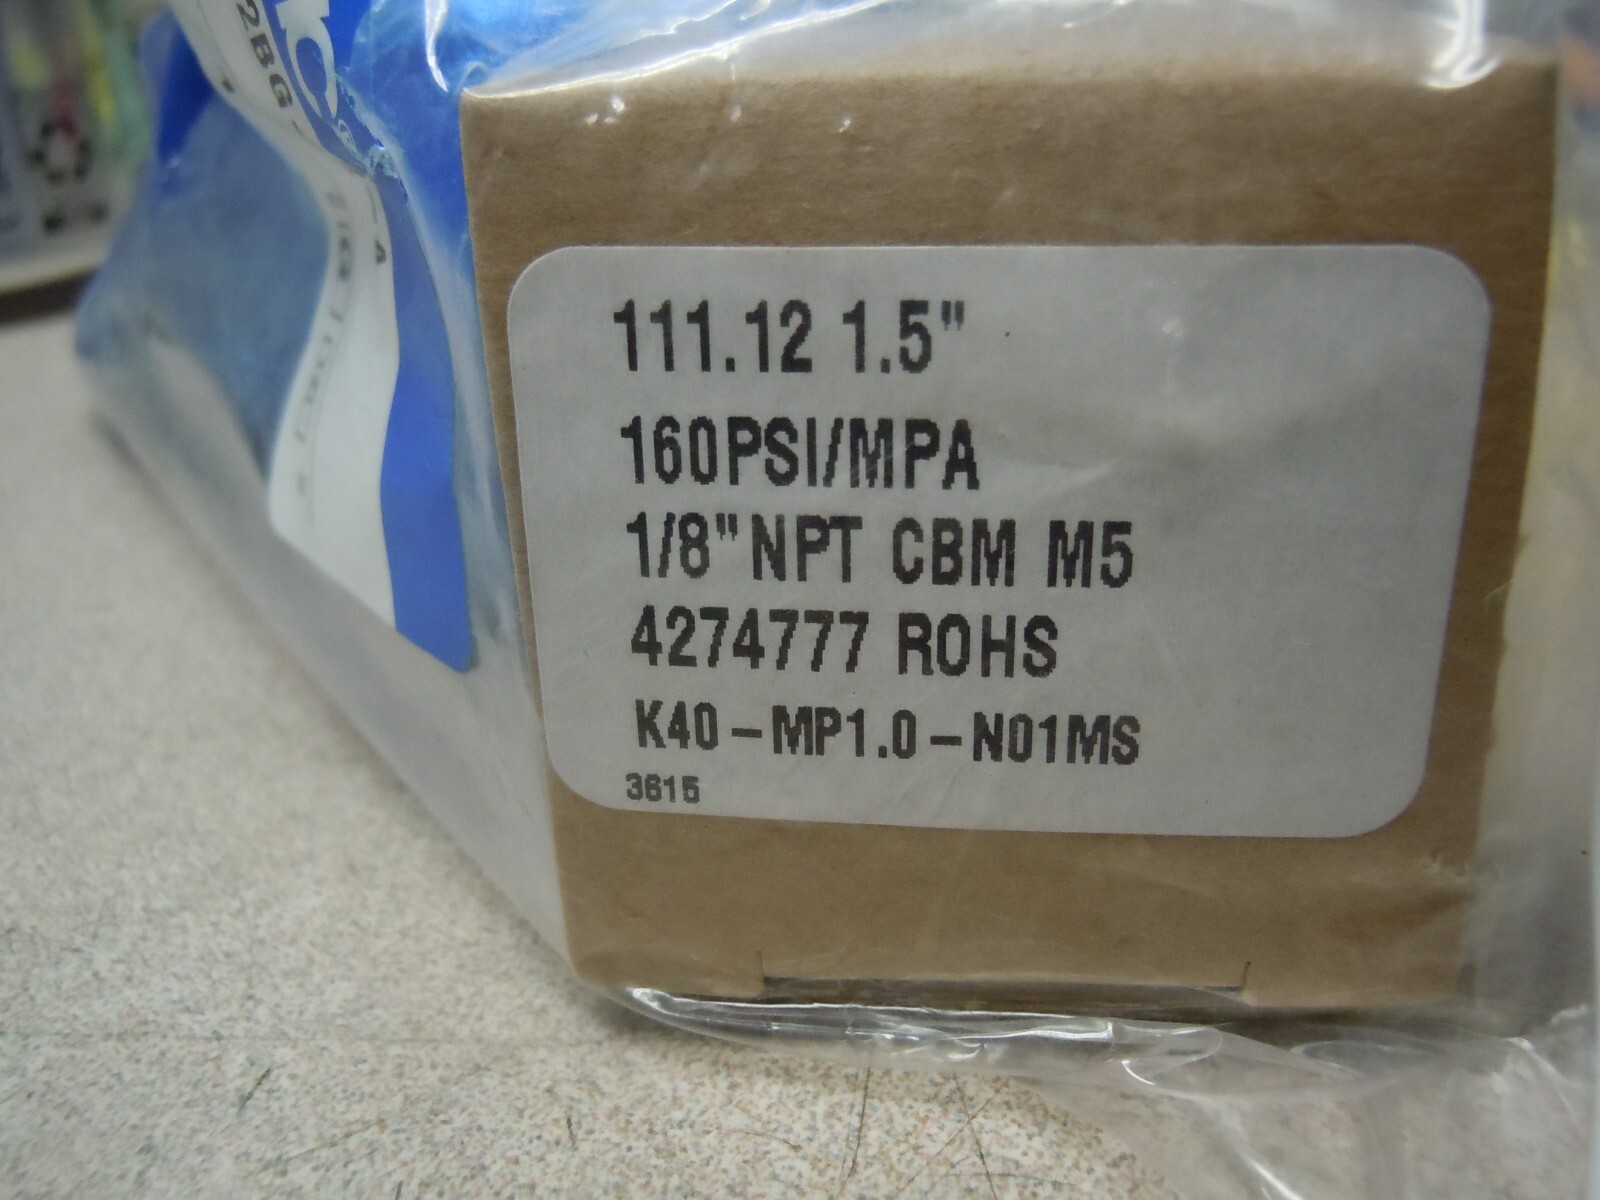 111.12 1.5"
160PSI/MPA
1/8"NPT CBM M5
4274777 ROHS
K40-MP1.0-N01MS
3615